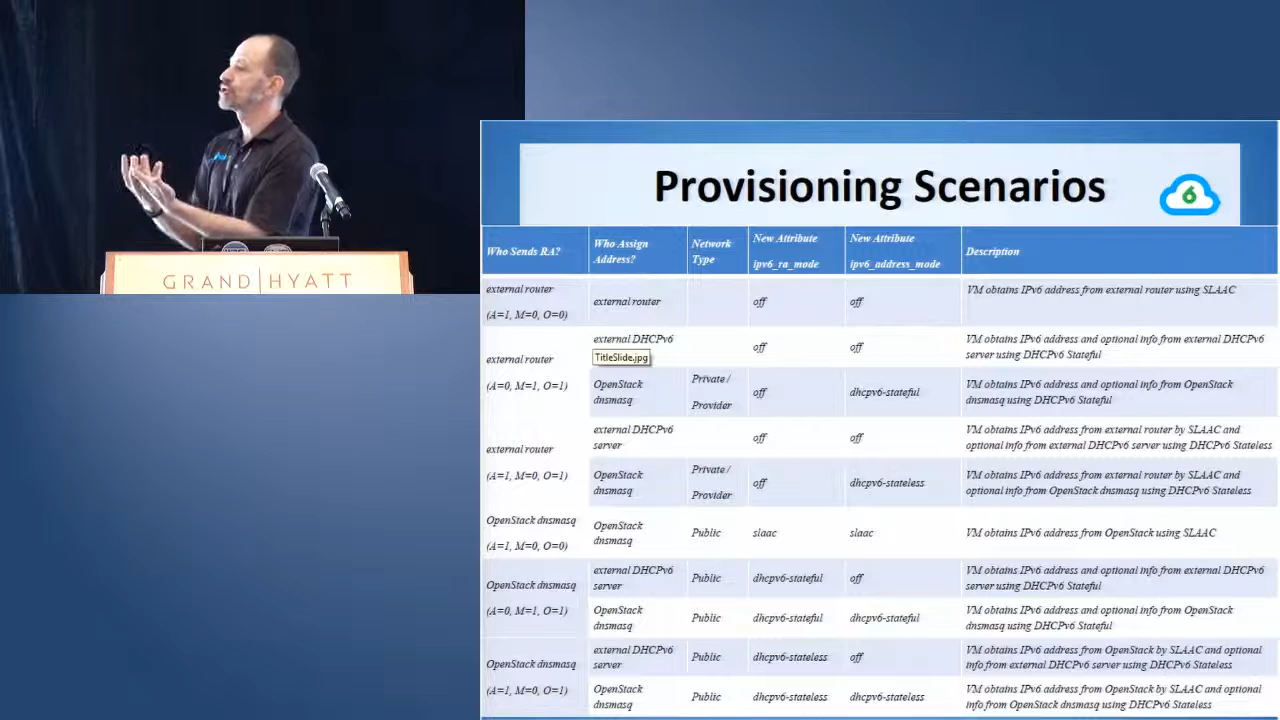 GRAND|HYATT
Provisioning Scenarios
6
Who Sends RA?
Who Assign
Address?
Network
Type
New Attribute
ipv6_ra_mode
New Attribute
ipv6_address_mode
Description
external router
(A=1, M=0, O=0)
external router
off
off
VM obtains IPv6 address from external router using SLAAC
external router
(A=0, M=1, O=1)
external DHCPv6
TitleSlide.jpg
off
off
VM obtains IPv6 address and optional info from external DHCPv6
server using DHCPv6 Stateful
OpenStack
dnsmasq
Private /
Provider
off
dhcpv6-stateful
VM obtains IPv6 address and optional info from OpenStack
dnsmasq using DHCPv6 Stateful
external router
(A=1, M=0, O=1)
external DHCPv6
server
off
off
VM obtains IPv6 address from external router by SLAAC and
optional info from external DHCPv6 server using DHCPv6 Stateless
OpenStack
dnsmasq
Private /
Provider
off
dhcpv6-stateless
VM obtains IPv6 address from external router by SLAAC and
optional info from OpenStack dnsmasq using DHCPv6 Stateless
OpenStack dnsmasq
(A=1, M=0, O=0)
OpenStack
dnsmasq
Public
slaac
slaac
VM obtains IPv6 address from OpenStack using SLAAC
OpenStack dnsmasq
(A=0, M=1, O=1)
external DHCPv6
server
Public
dhcpv6-stateful
off
VM obtains IPv6 address and optional info from external DHCPv6
server using DHCPv6 Stateful
OpenStack
dnsmasq
Public
dhcpv6-stateful
dhcpv6-stateful
VM obtains IPv6 address and optional info from OpenStack
dnsmasq using DHCPv6 Stateful
OpenStack dnsmasq
(A=1, M=0, O=1)
external DHCPv6
server
Public
dhcpv6-stateless
off
VM obtains IPv6 address from OpenStack by SLAAC and optional
info from external DHCPv6 server using DHCPv6 Stateless
OpenStack
dnsmasq
Public
dhcpv6-stateless
dhcpv6-stateless
VM obtains IPv6 address from OpenStack by SLAAC and optional
info from OpenStack dnsmasq using DHCPv6 Stateless